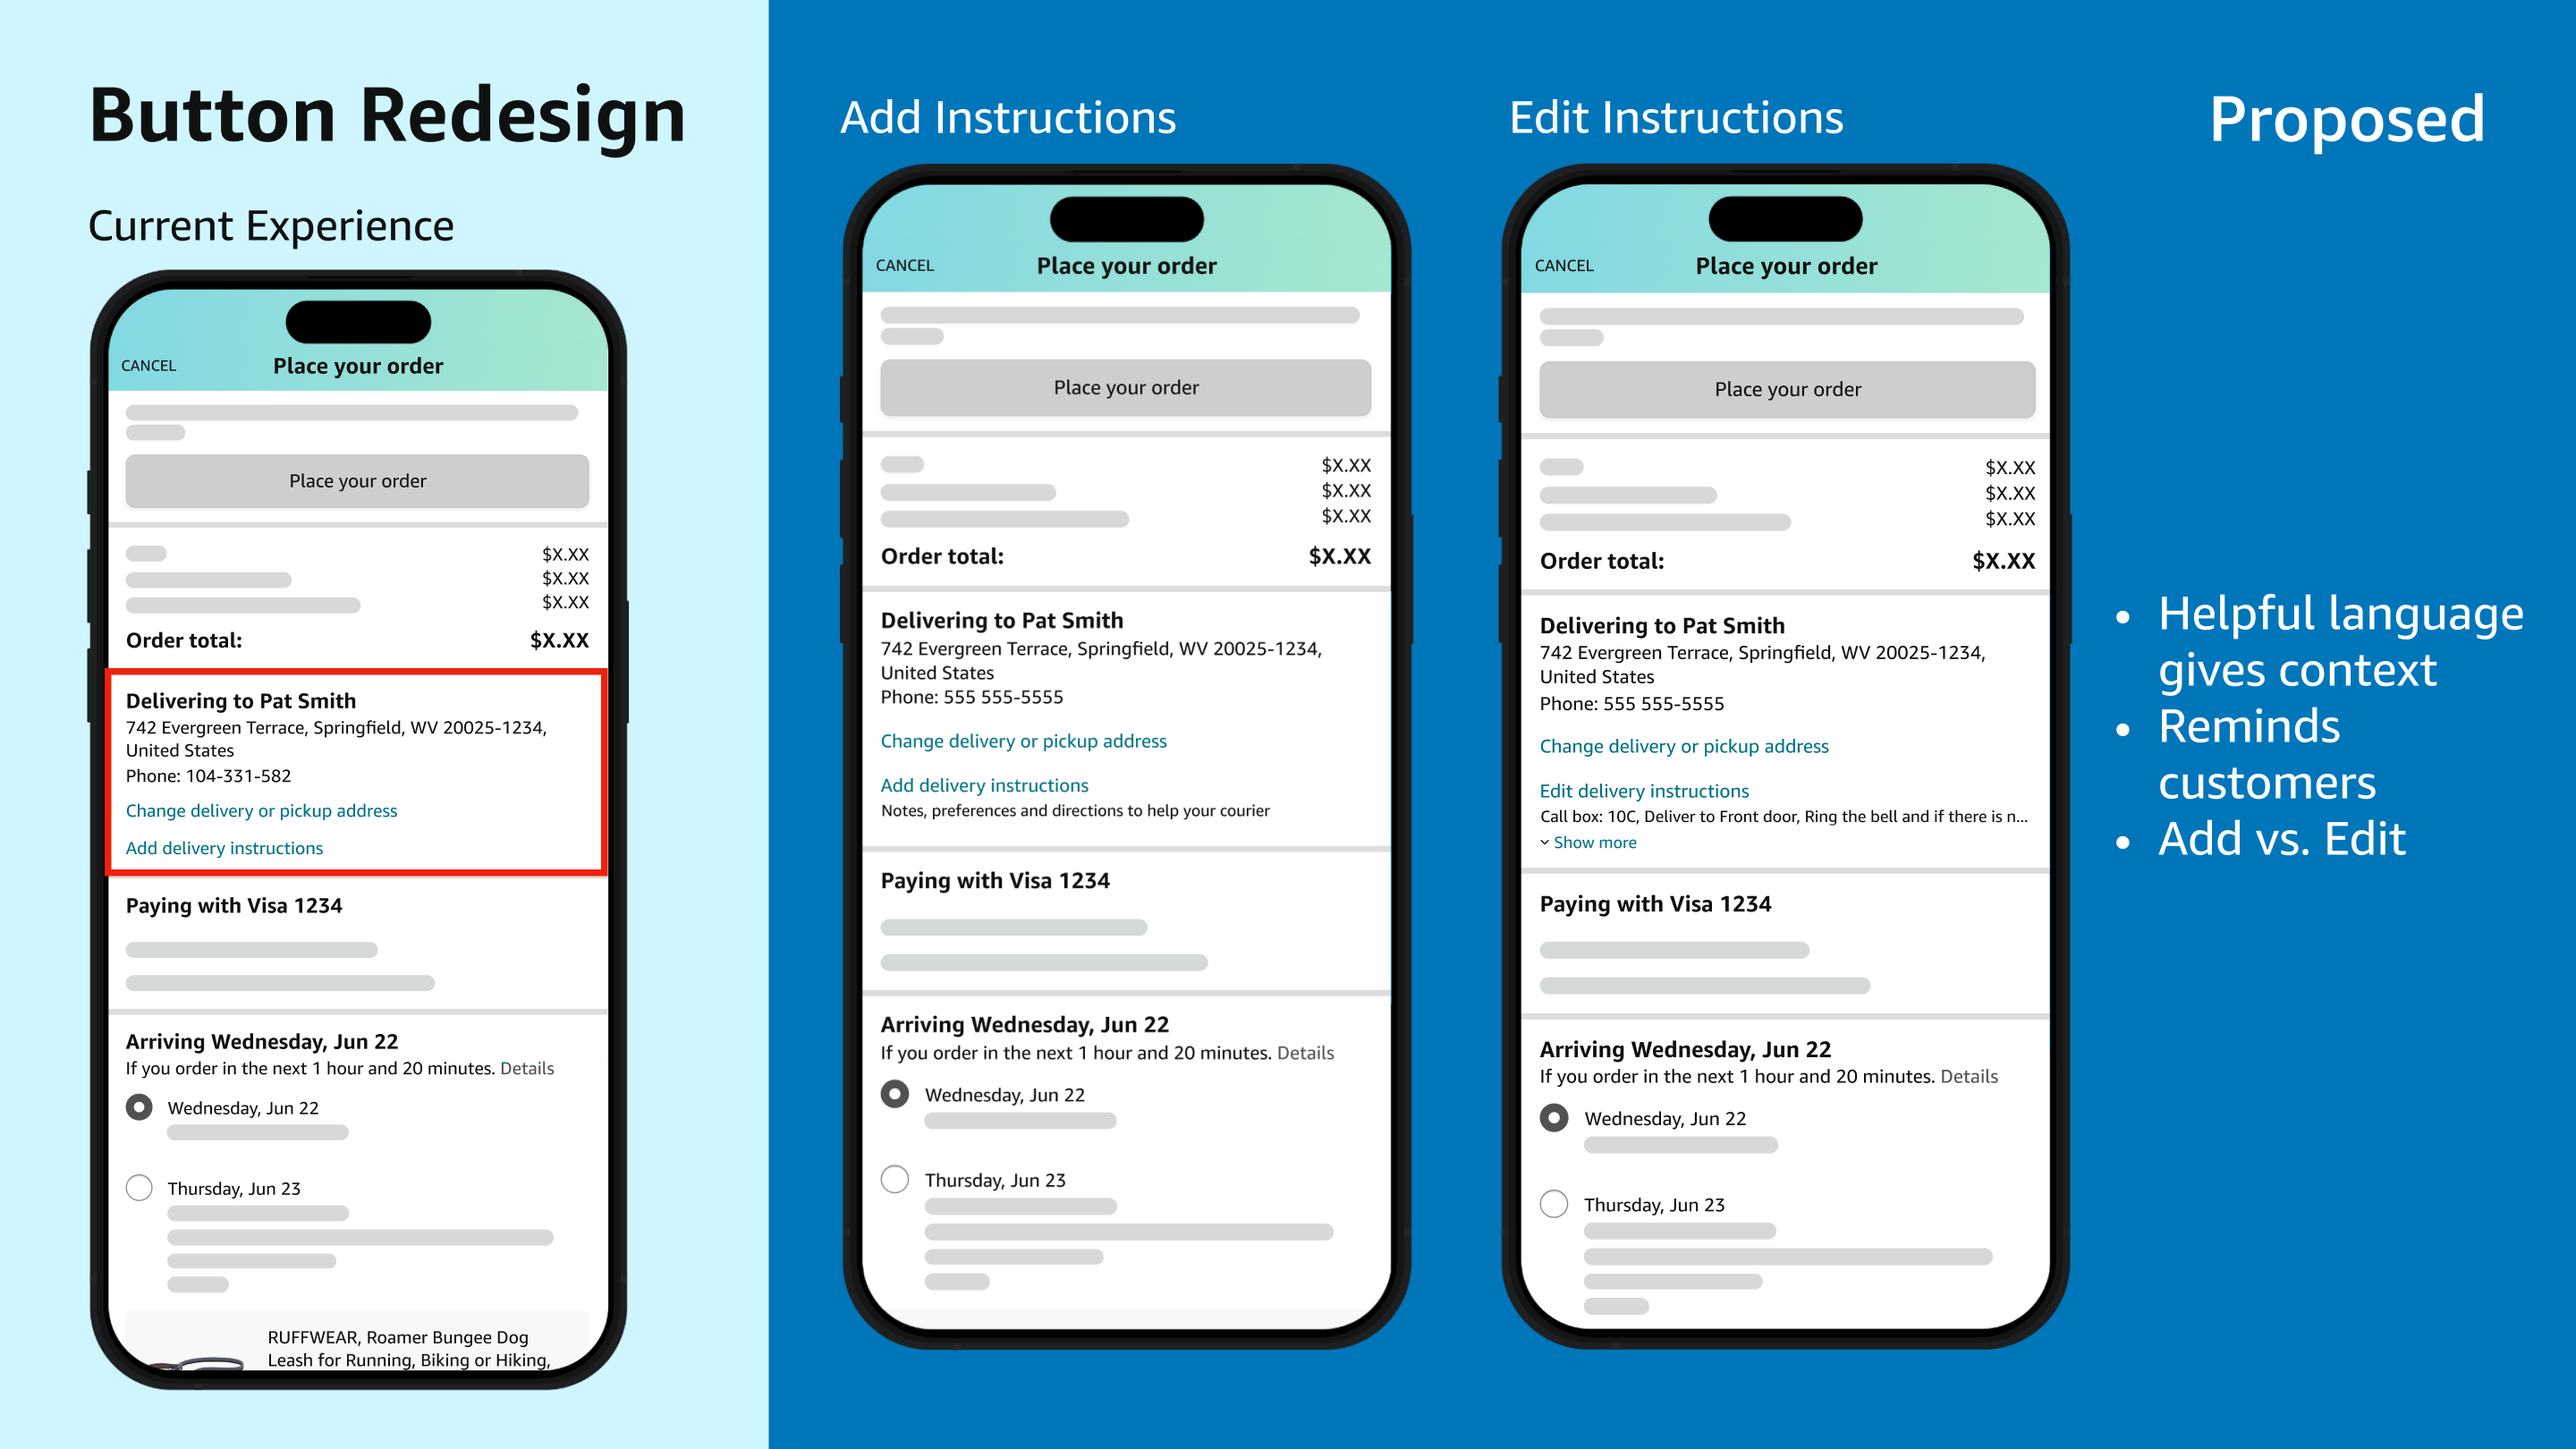 Button Redesign
Current Experience
CANCEL
Place your order
Place your order
$X.XX
$X.XX
$X.XX
Order total:
$X.XX
Delivering to Pat Smith
742 Evergreen Terrace, Springfield, WV 20025-1234,
United States
Phone: 104-331-582
Change delivery or pickup address
Add delivery instructions
Paying with Visa 1234
Arriving Wednesday, Jun 22
If you order in the next 1 hour and 20 minutes. Details
Wednesday, Jun 22
Thursday, Jun 23
RUFFWEAR, Roamer Bungee Dog
Leash for Running, Biking or Hiking,
Add Instructions
CANCEL
Place your order
Place your order
$X.XX
$X.XX
$X.XX
Order total:
$X.XX
Delivering to Pat Smith
742 Evergreen Terrace, Springfield, WV 20025-1234,
United States
Phone: 555 555-5555
Change delivery or pickup address
Add delivery instructions
Notes, preferences and directions to help your courier
Paying with Visa 1234
Arriving Wednesday, Jun 22
If you order in the next 1 hour and 20 minutes. Details
Wednesday, Jun 22
Thursday, Jun 23
Edit Instructions
CANCEL
Place your order
Place your order
$X.XX
$X.XX
$X.XX
Order total:
$X.XX
Delivering to Pat Smith
742 Evergreen Terrace, Springfield, WV 20025-1234,
United States
Phone: 555 555-5555
Change delivery or pickup address
Edit delivery instructions
Call box: 10C, Deliver to Front door, Ring the bell and if there is n...
Show more
Paying with Visa 1234
Arriving Wednesday, Jun 22
If you order in the next 1 hour and 20 minutes. Details
Wednesday, Jun 22
Thursday, Jun 23
Proposed
• Helpful language
gives context
• Reminds
customers
• Add vs. Edit